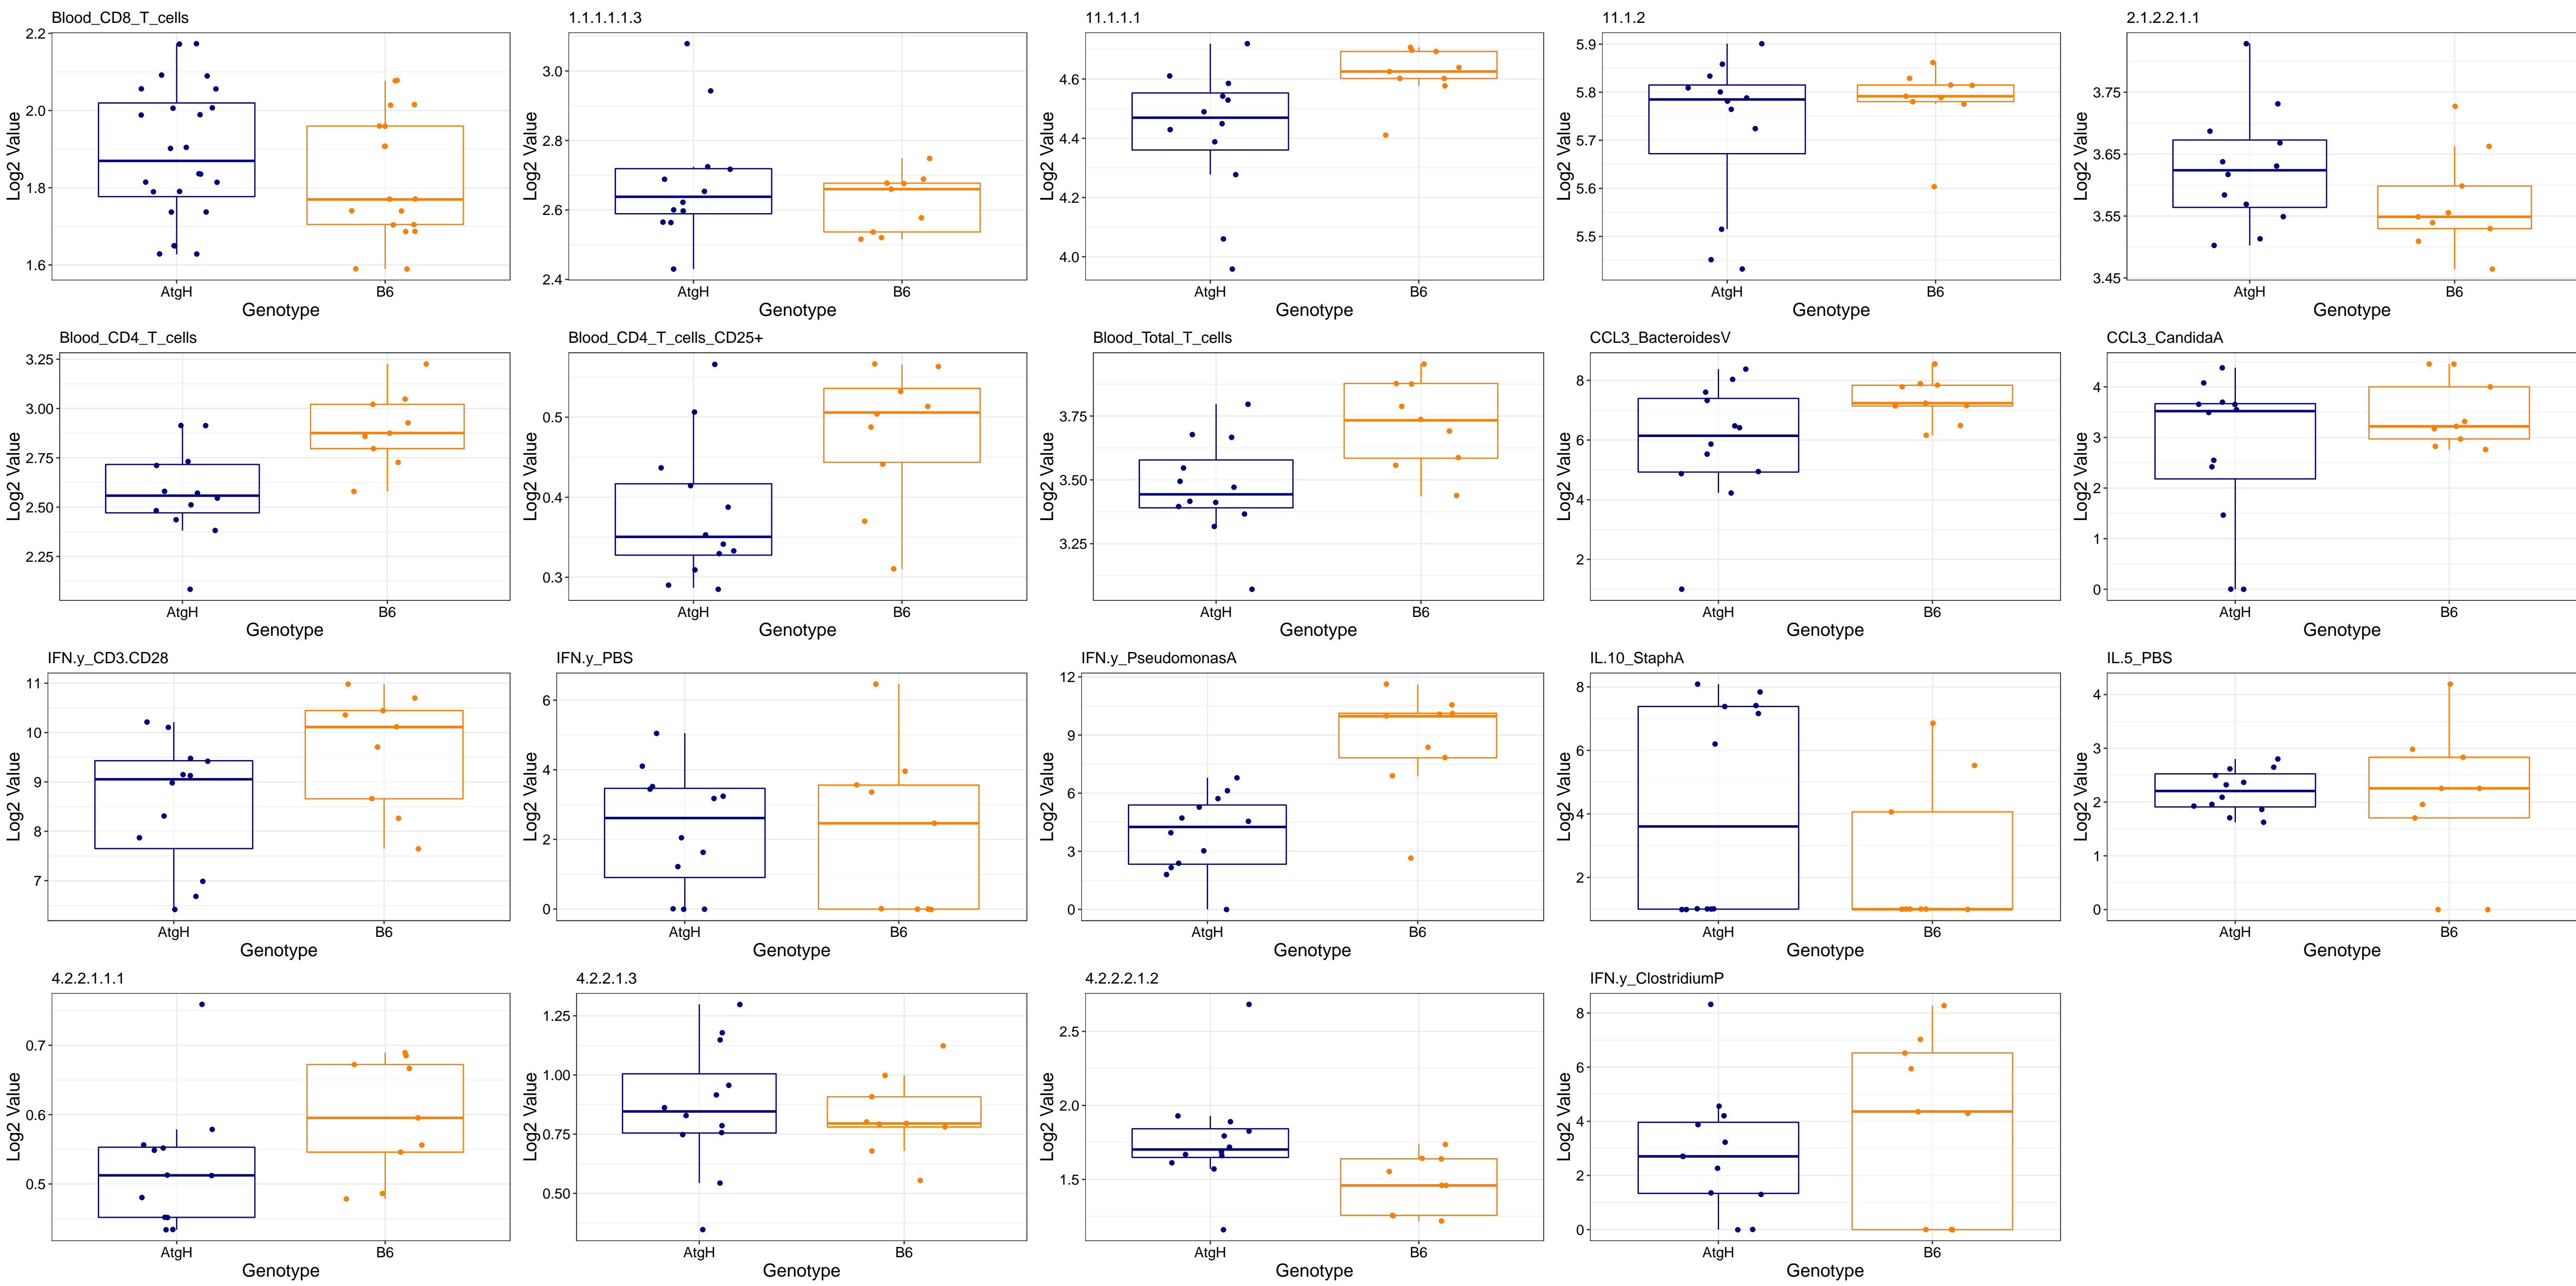 Blood_CD8_T_cells
1.1.1.1.1.3
11.1.1.1
11.1.2
2.1.2.2.1.1
Log2 Value
2.2
2.0
1.8
1.6
AtgH B6
Genotype
Log2 Value
3.0
2.8
2.6
2.4
AtgH B6
Genotype
Log2 Value
4.6
4.4
4.2
4.0
AtgH B6
Genotype
Log2 Value
5.9
5.8
5.7
5.6
5.5
AtgH B6
Genotype
Log2 Value
3.75
3.65
3.55
3.45
AtgH B6
Genotype
Blood_CD4_T_cells
Blood_CD4_T_cells_CD25+
Blood_Total_T_cells
CCL3_BacteroidesV
CCL3_CandidaA
Log2 Value
3.25
3.00
2.75
2.50
2.25
AtgH B6
Genotype
Log2 Value
0.5
0.4
0.3
AtgH B6
Genotype
Log2 Value
3.75
3.50
3.25
AtgH B6
Genotype
Log2 Value
8
6
4
2
AtgH B6
Genotype
Log2 Value
4
3
2
1
0
AtgH B6
Genotype
IFN.y_CD3.CD28
IFN.y_PBS
IFN.y_PseudomonasA
IL.10_StaphA
IL.5_PBS
Log2 Value
11
10
9
8
7
AtgH B6
Genotype
Log2 Value
6
4
2
0
AtgH B6
Genotype
Log2 Value
12
9
6
3
0
AtgH B6
Genotype
Log2 Value
8
6
4
2
AtgH B6
Genotype
Log2 Value
4
3
2
1
0
AtgH B6
Genotype
4.2.2.1.1.1
4.2.2.1.3
4.2.2.2.1.2
IFN.y_ClostridiumP
Log2 Value
0.7
0.6
0.5
AtgH B6
Genotype
Log2 Value
1.25
1.00
0.75
0.50
AtgH B6
Genotype
Log2 Value
2.5
2.0
1.5
AtgH B6
Genotype
Log2 Value
8
6
4
2
0
AtgH B6
Genotype